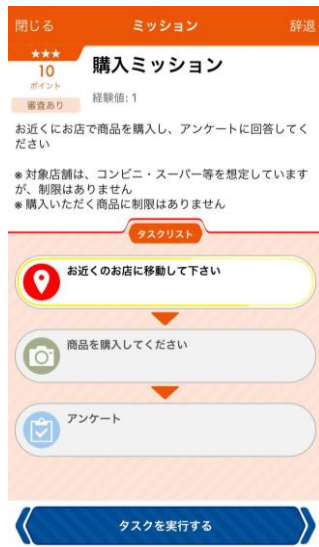 閉じる ミッション 辞退
★★★
10
ポイント
審査あり
購入ミッション
経験値: 1
お近くにお店で商品を購入し、アンケートに回答してく
ださい
※対象店舗は、コンビニ・スーパー等を想定しています
が、制限はありません
※購入いただく商品に制限はありません
タスクリスト
お近くのお店に移動して下さい
商品を購入してください
アンケート
タスクを実行する